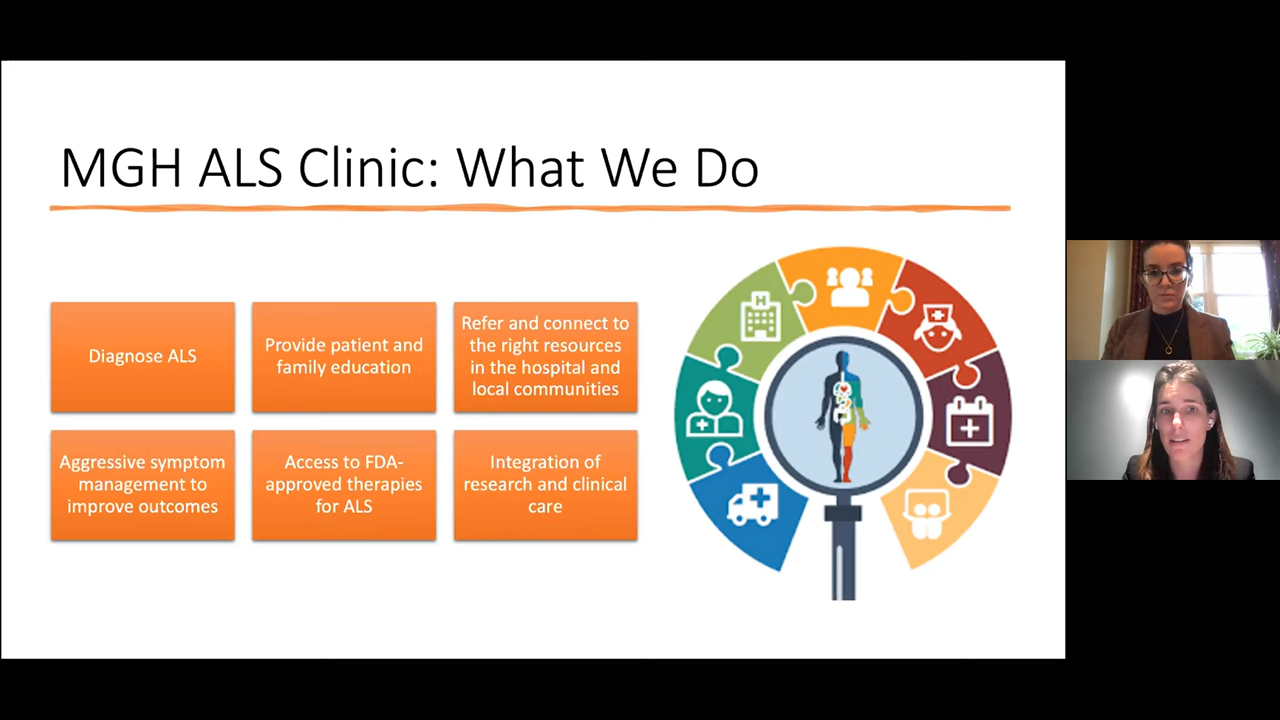 MGH ALS Clinic: What We Do
Diagnose ALS
Provide patient and
family education
Refer and connect to
the right resources
in the hospital and
local communities
Aggressive symptom
management to
improve outcomes
Access to FDA-
approved therapies
for ALS
Integration of
research and clinical
care
H